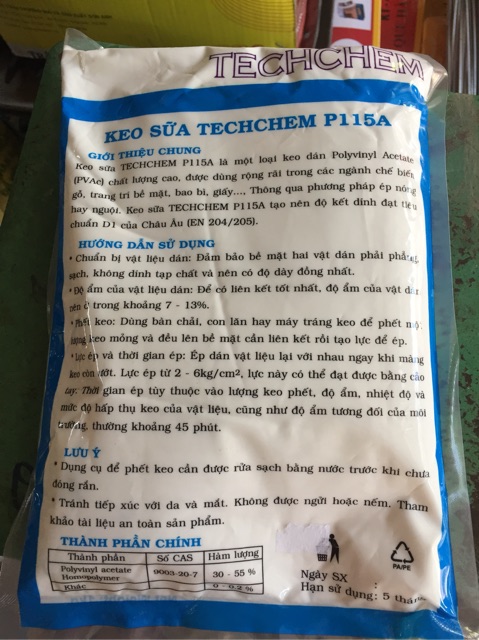 TECHCHEM
KEO SỮA TECHCHEM P115A
GIỚI THIỆU CHUNG
Keo sữa TECHCHEM P115A là một loại keo dán Polyvinyl Acetate
(PVAc) chất lượng cao, được dùng rộng rãi trong các ngành chế biến
gỗ, trang trí bề mặt, bao bì, giấy..., Thông qua phương pháp ép nóng
hay nguội. Keo sữa TECHCHEM P115A tạo nên độ kết dính đạt tiêu
chuẩn D1 của Châu Âu (EN 204/205).
HƯỚNG DẪN SỬ DỤNG
* Chuẩn bị vật liệu dán: Đảm bảo bề mặt hai vật dán phải phẳng,
sạch, không dính tạp chất và nên có độ dày đồng nhất.
* Độ ẩm của vật liệu dán: Để có liên tốt nhất, độ ẩm của vật dán
nên ở trong khoảng 7 - 13%.
* Phết keo: Dùng bàn chải, con lăn hay máy tráng keo để phết một
lượng keo mỏng và đều lên bề mặt cần liên kết rồi tạo lực để ép.
* Lực ép và thời gian ép: Ép dán vật liệu lại với nhau ngay khi màng
keo còn ướt. Lực ép từ 2 - 6kg/cm2, lực này có thể đạt được bằng cảo
tay. Thời gian ép tùy thuộc vào lượng keo phết, độ ẩm, nhiệt độ và
mức độ hấp thụ keo của vật liệu, cũng như độ ẩm tương đối của môi
trường, thường khoảng 45 phút.
LƯU Ý
* Dụng cụ để phết keo cần được rửa sạch bằng nước trước khi chưa
đóng rắn.
* Tránh tiếp xúc với da và mắt. Không được ngửi hoặc nếm. Tham
khảo tài liệu an toàn sản phẩm.
THÀNH PHẦN CHÍNH
Thành phần Số CAS Hàm lượng
Polyvinyl acetate
Homopolymer 9003-20-7 30 - 55 %
Khác 0 - 0,2 %
PA/PE
Ngày SX :
Hạn sử dụng: 5 tháng